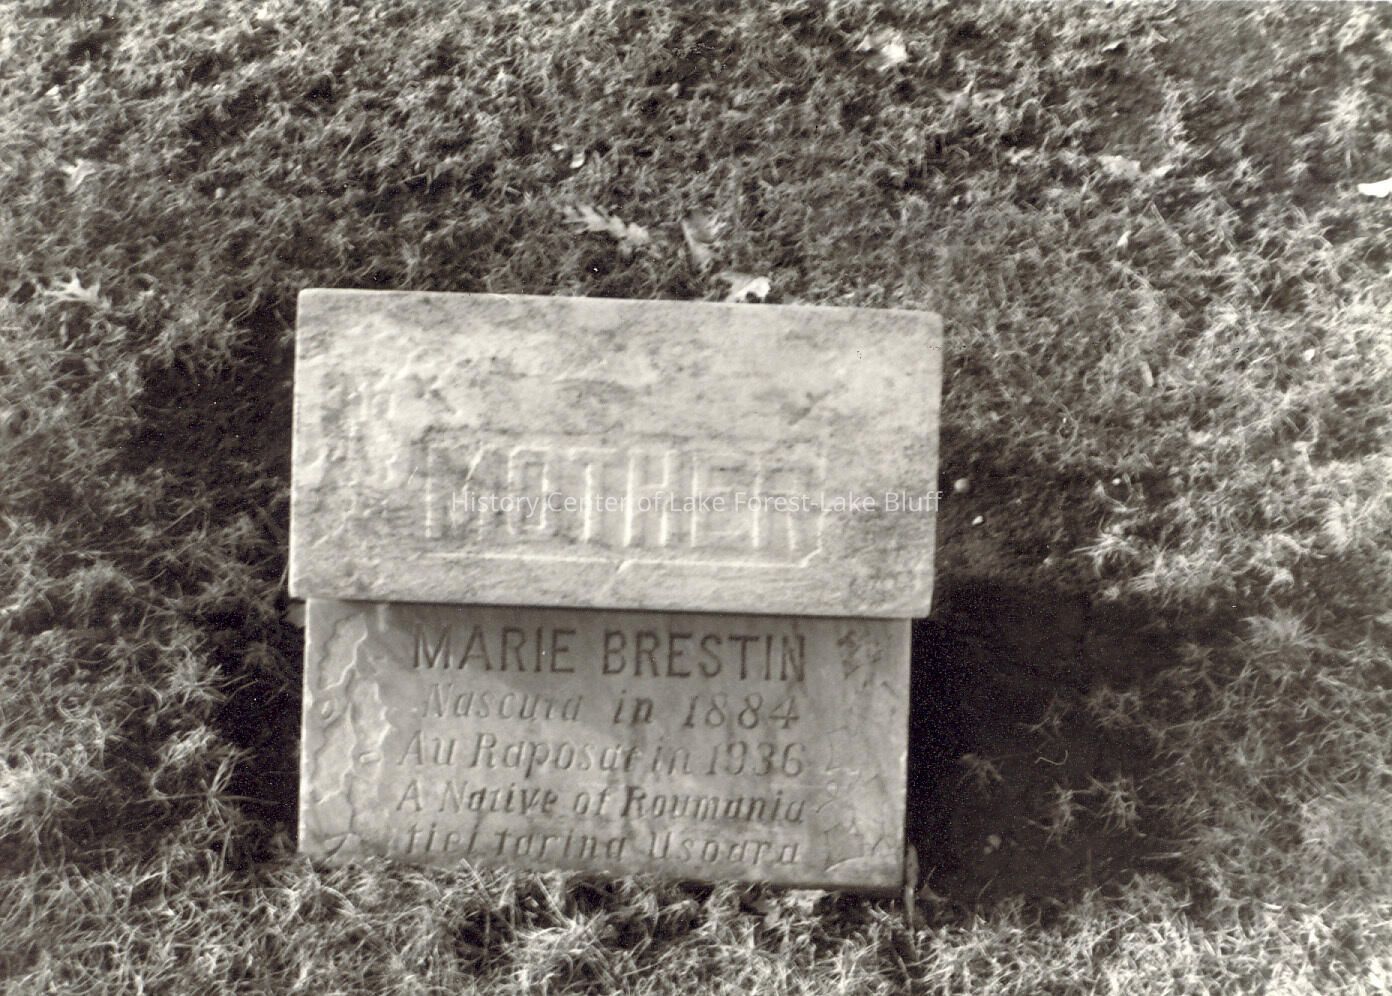 MOTHER
History Center of Lake Forest-Lake Bluff
MARIE BRESTIN
Nascuta in 1884
Au Raposat in 1936
A Native of Roumania
fiei tarina Usoara